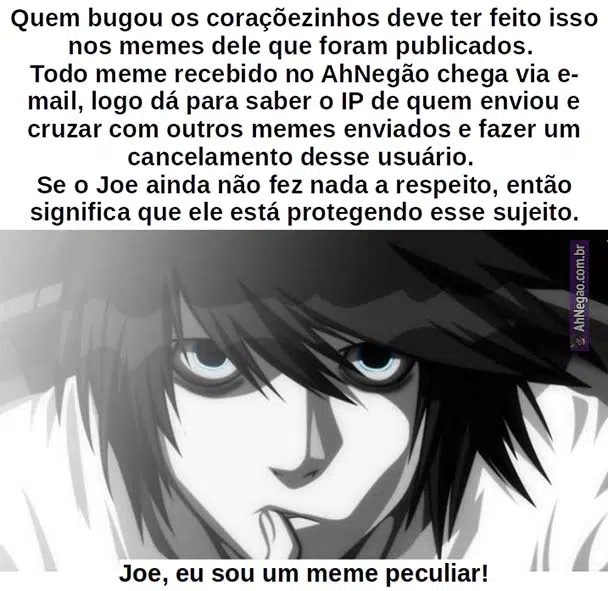 Quem bugou os coraçõezinhos deve ter feito isso
nos memes dele que foram publicados.
Todo meme recebido no AhNegão chega via e-
mail, logo dá para saber o IP de quem enviou e
cruzar com outros memes enviados e fazer um
cancelamento desse usuário.
Se o Joe ainda não fez nada a respeito, então
significa que ele está protegendo esse sujeito.
AhNegao.com.br
Joe, eu sou um meme peculiar!